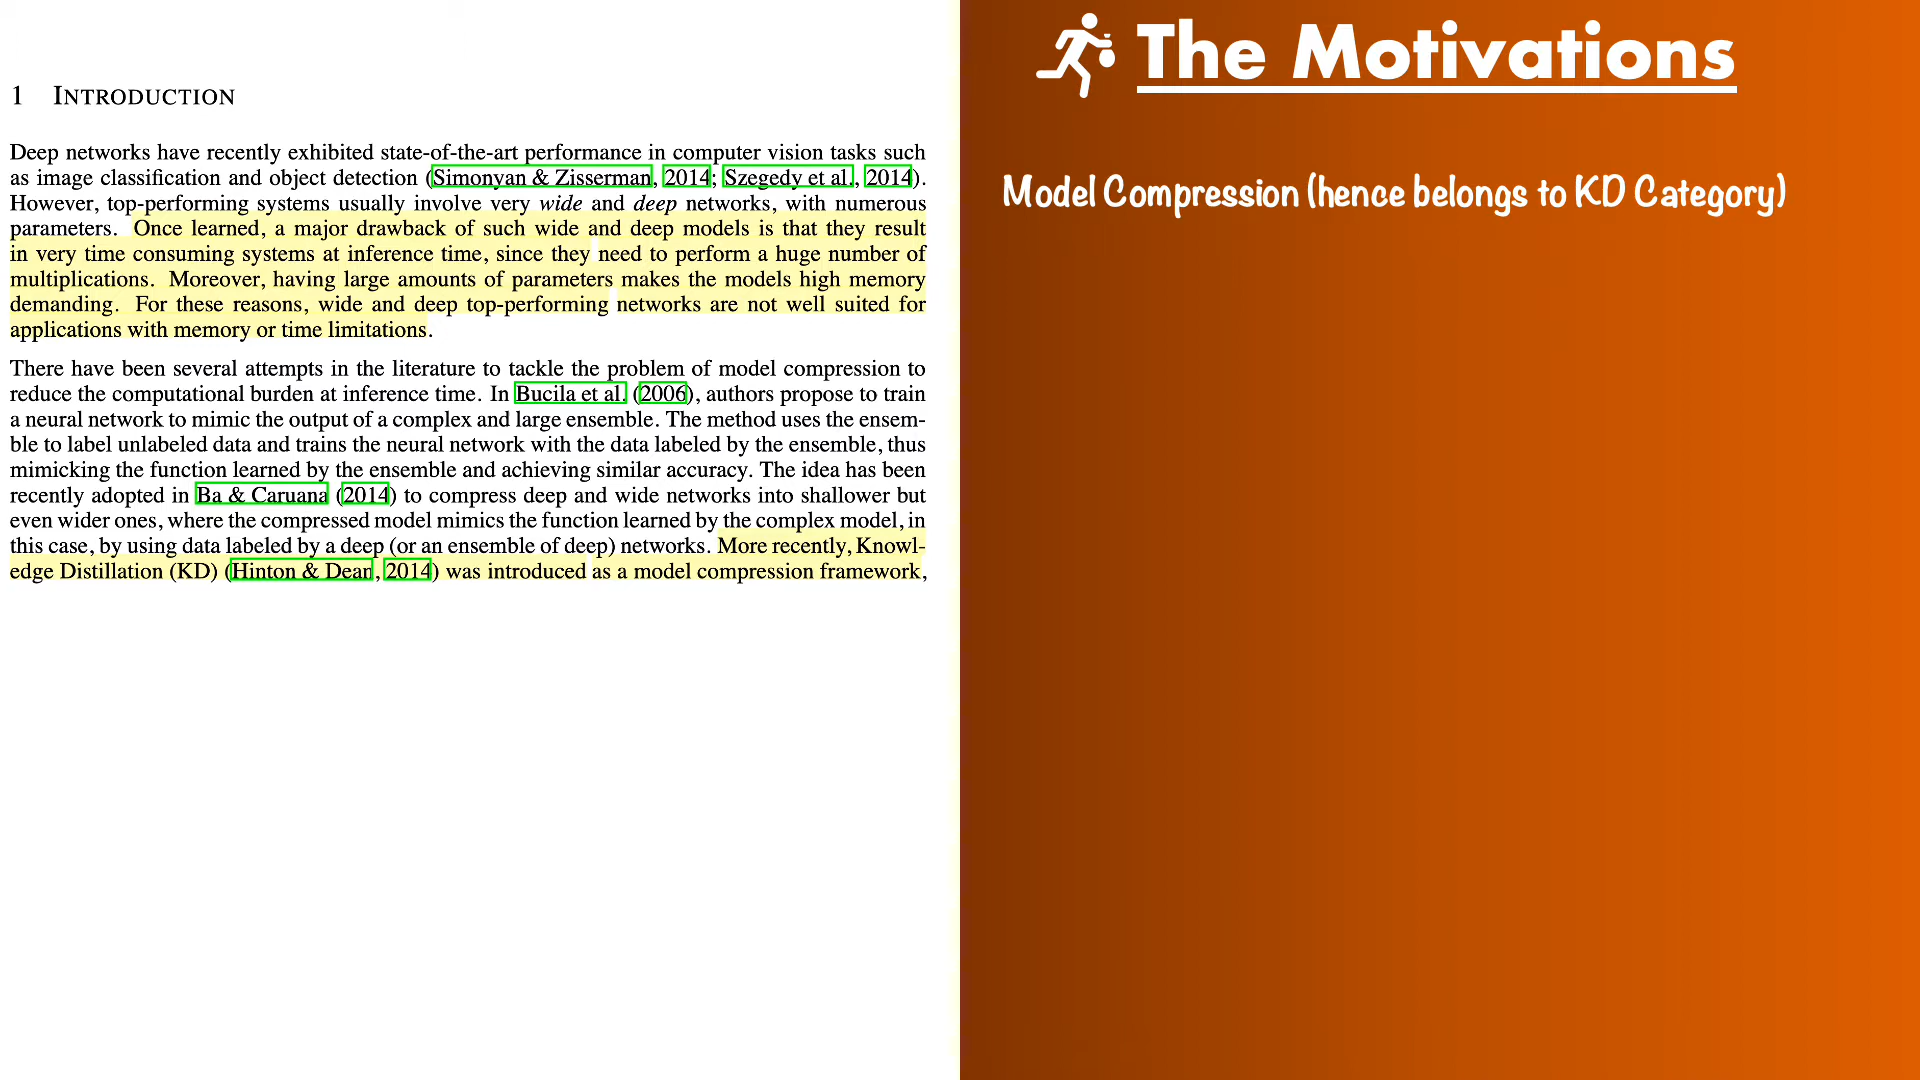 1 INTRODUCTION
Deep networks have recently exhibited state-of-the-art performance in computer vision tasks such
as image classification and object detection (Simonyan & Zisserman, 2014; Szegedy et al., 2014).
However, top-performing systems usually involve very wide and deep networks, with numerous
parameters. Once learned, a major drawback of such wide and deep models is that they result
in very time consuming systems at inference time, since they need to perform a huge number of
multiplications. Moreover, having large amounts of parameters makes the models high memory
demanding. For these reasons, wide and deep top-performing networks are not well suited for
applications with memory or time limitations.
There have been several attempts in the literature to tackle the problem of model compression to
reduce the computational burden at inference time. In Bucila et al. (2006), authors propose to train
a neural network to mimic the output of a complex and large ensemble. The method uses the ensem-
ble to label unlabeled data and trains the neural network with the data labeled by the ensemble, thus
mimicking the function learned by the ensemble and achieving similar accuracy. The idea has been
recently adopted in Ba & Caruana (2014) to compress deep and wide networks into shallower but
even wider ones, where the compressed model mimics the function learned by the complex model, in
this case, by using data labeled by a deep (or an ensemble of deep) networks. More recently, Knowl-
edge Distillation (KD) (Hinton & Dean, 2014) was introduced as a model compression framework,
The Motivations
Model Compression (hence belongs to KD Category)